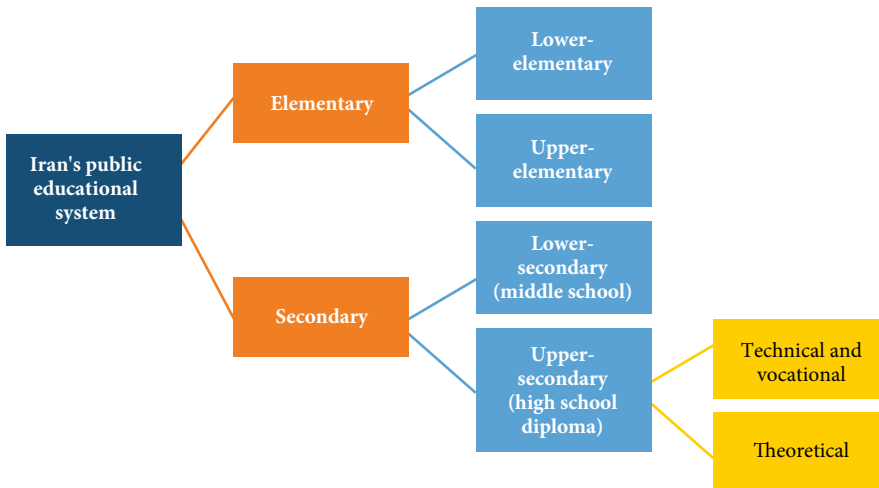 Iran's public
educational
system
Elementary
Secondary
Lower-
elementary
Upper-
elementary
Lower-
secondary
(middle school)
Upper-
secondary
(high school
diploma)
Technical and
vocational
Theoretical